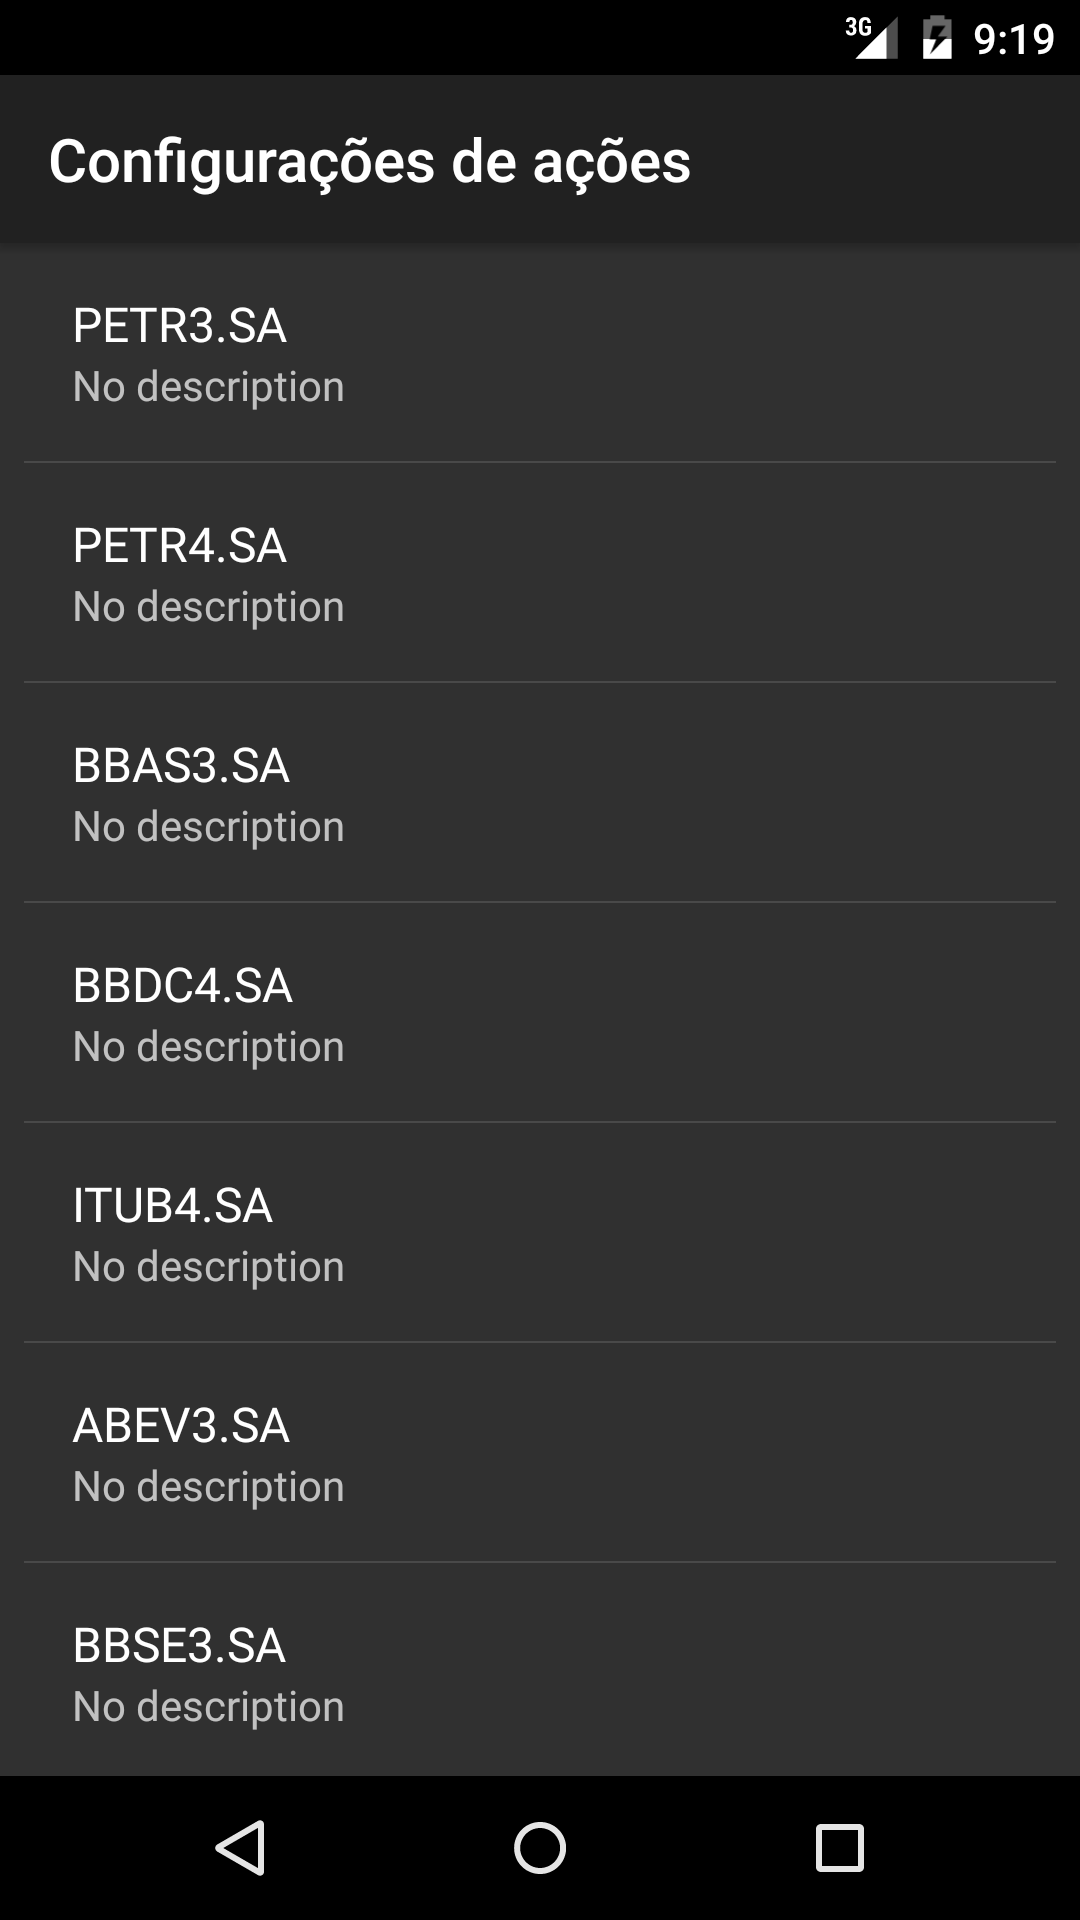 3G 9:19
Configurações de ações
PETR3.SA
No description
PETR4.SA
No description
BBAS3.SA
No description
BBDC4.SA
No description
ITUB4.SA
No description
ABEV3.SA
No description
BBSE3.SA
No description